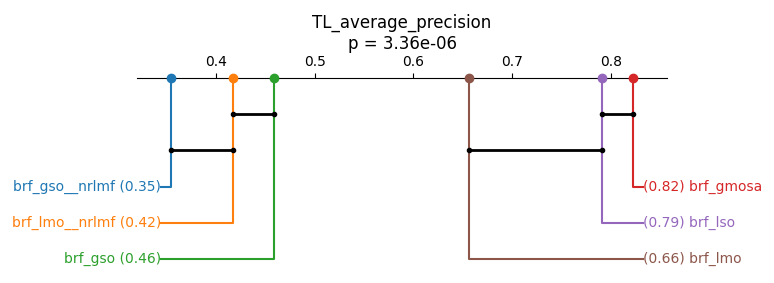 TL_average_precision
p = 3.36e-06
0.4 0.5 0.6 0.7 0.8
brf_gso__nrlmf (0.35) (0.82) brf_gmosa
brf_lmo__nrlmf (0.42) (0.79) brf_lso
brf_gso (0.46) (0.66) brf_lmo